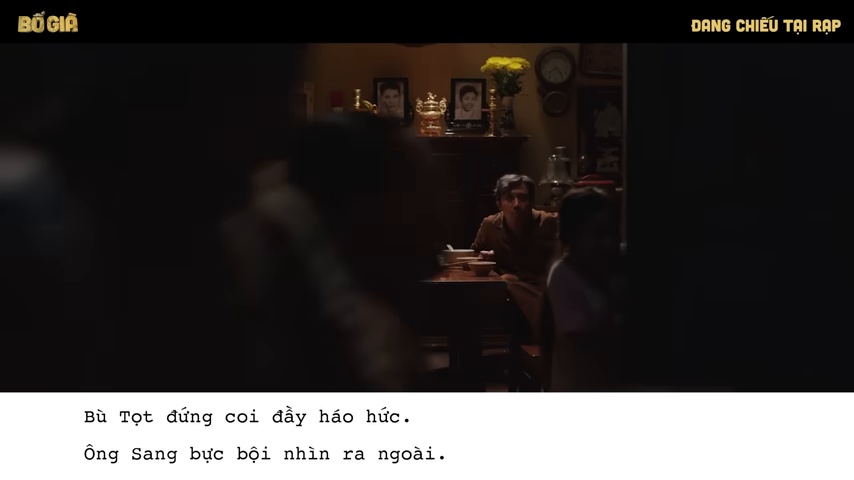 BỐ GIÀ
ĐANG CHIẾU TẠI RẠP
Bù Tọt đứng coi đầy háo hức.
Ông Sang bực bội nhìn ra ngoài.